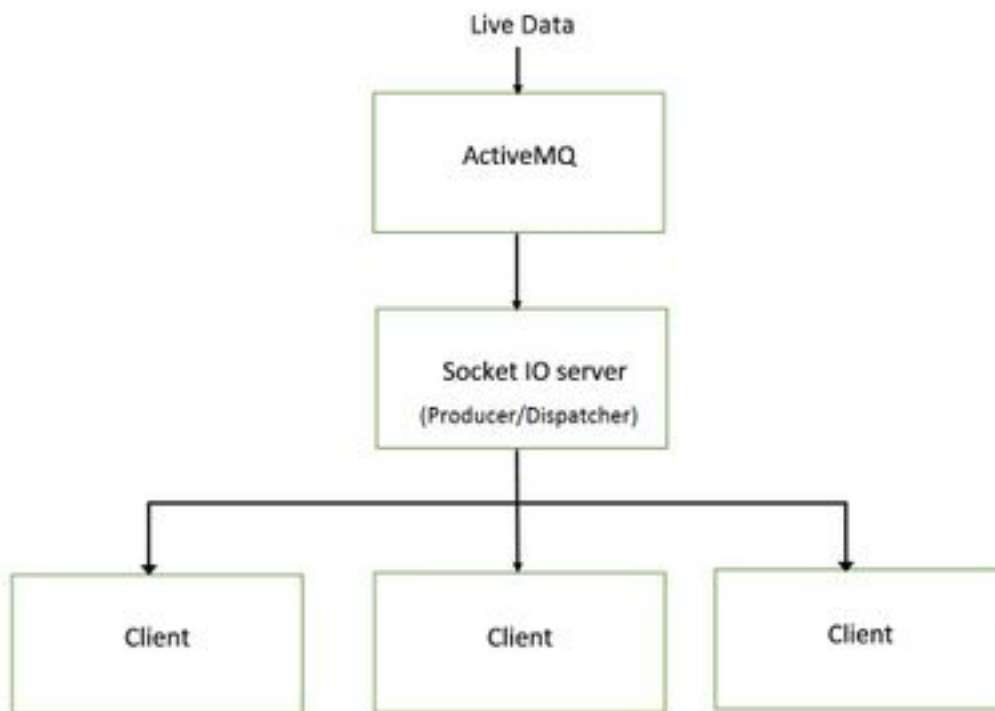 Live Data
ActiveMQ
Socket IO server
(Producer/Dispatcher)
Client
Client
Client